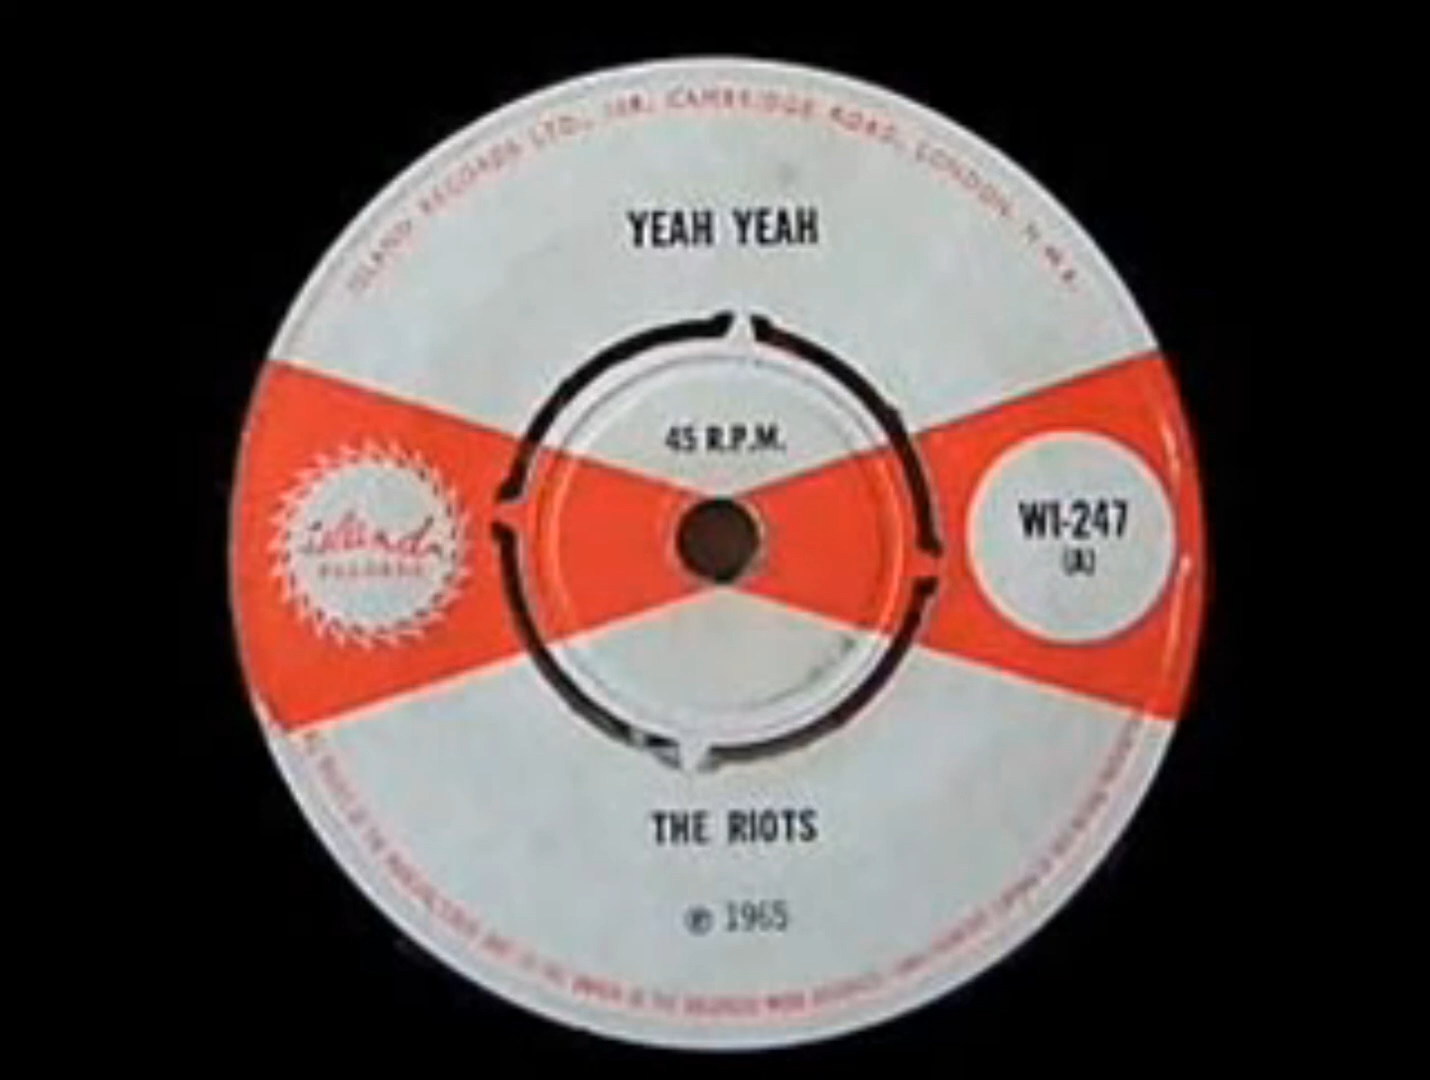 ISLAND RECORDS LTD., 108, CAMBRIDGE ROAD, LONDON, N.W.6.
YEAH YEAH
45 R.P.M.
island
RECORDS
WI-247
(A)
THE RIOTS
℗ 1965